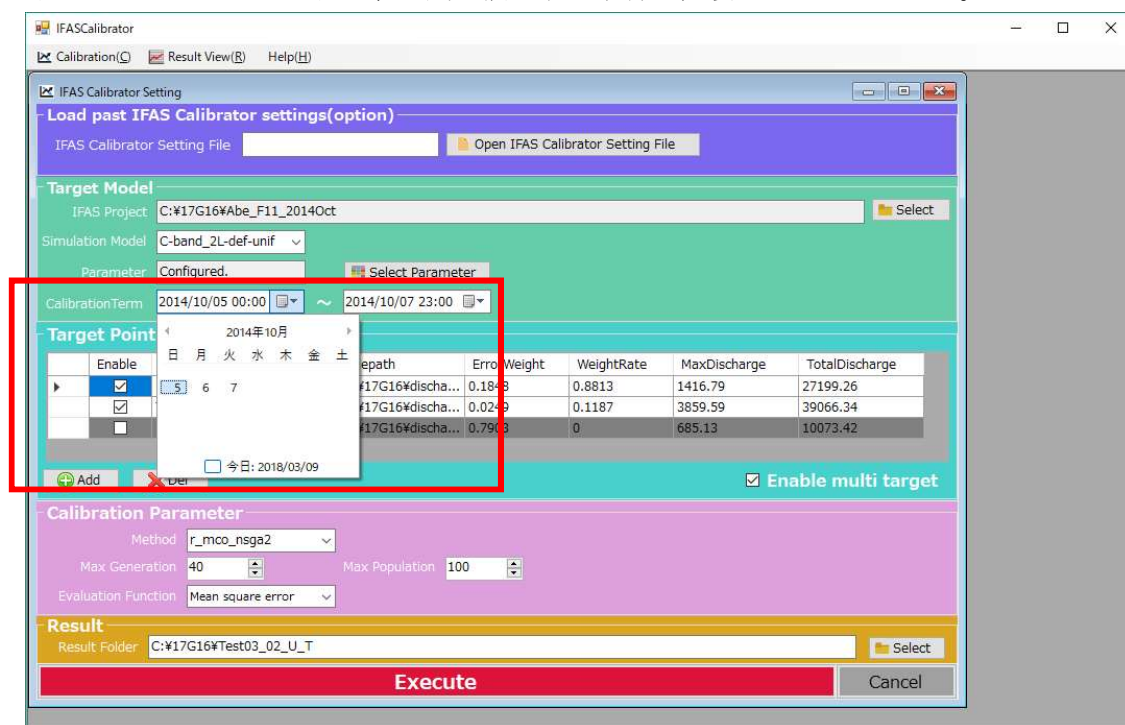 IFASCalibrator
Calibration(C) Result View(R) Help(H)
IFAS Calibrator Setting
Load past IFAS Calibrator settings(option)
IFAS Calibrator Setting File Open IFAS Calibrator Setting File
Target Model
IFAS Project C:¥17G16¥Abe_F11_2014Oct Select
Simulation Model C-band_2L-def-unif
Parameter Configured. Select Parameter
CalibrationTerm 2014/10/05 00:00 ～ 2014/10/07 23:00
Target Point
2014年10月
日 月 火 水 木 金 土
5 6 7
今日: 2018/03/09
Enable epath ErrorWeight WeightRate MaxDischarge TotalDischarge
¥17G16¥discha... 0.1848 0.8813 1416.79 27199.26
¥17G16¥discha... 0.0249 0.1187 3859.59 39066.34
¥17G16¥discha... 0.7903 0 685.13 10073.42
Add Del Enable multi target
Calibration Parameter
Method r_mco_nsga2
Max Generation 40 Max Population 100
Evaluation Function Mean square error
Result
Result Folder C:¥17G16¥Test03_02_U_T Select
Execute Cancel